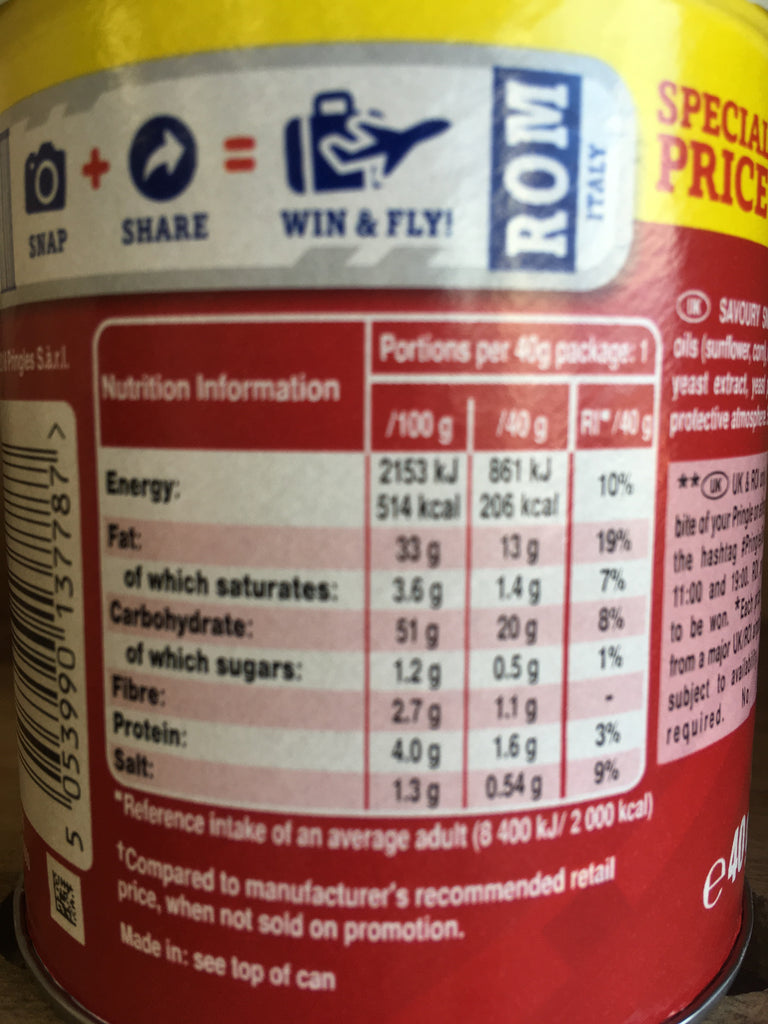 SNAP + SHARE = WIN & FLY! ROM ITALY
SPECIAL
PRICE
Pringles S.à.r.l.
5 053990 137787 >
Nutrition Information
Portions per 40g package: 1
/100 g /40 g RI*/40 g
Energy: 2153 kJ 861 kJ 10%
514 kcal 206 kcal
Fat: 33 g 13 g 19%
of which saturates: 3.6 g 1.4 g 7%
Carbohydrate: 51 g 20 g 8%
of which sugars: 1.2 g 0.5 g 1%
Fibre: 2.7 g 1.1 g -
Protein: 4.0 g 1.6 g 3%
Salt: 1.3 g 0.54 g 9%
*Reference intake of an average adult (8 400 kJ/ 2 000 kcal)
†Compared to manufacturer's recommended retail
price, when not sold on promotion.
Made in: see top of can
SAVOURY
oils (sunflower, corn)
yeast extract, yeast
protective atmosphere
**UK UK & ROI
bite of your Pringle
the hashtag
11:00 and 19:00
to be won. *Each
from a major UK/ROI
subject to
required. No
e 40